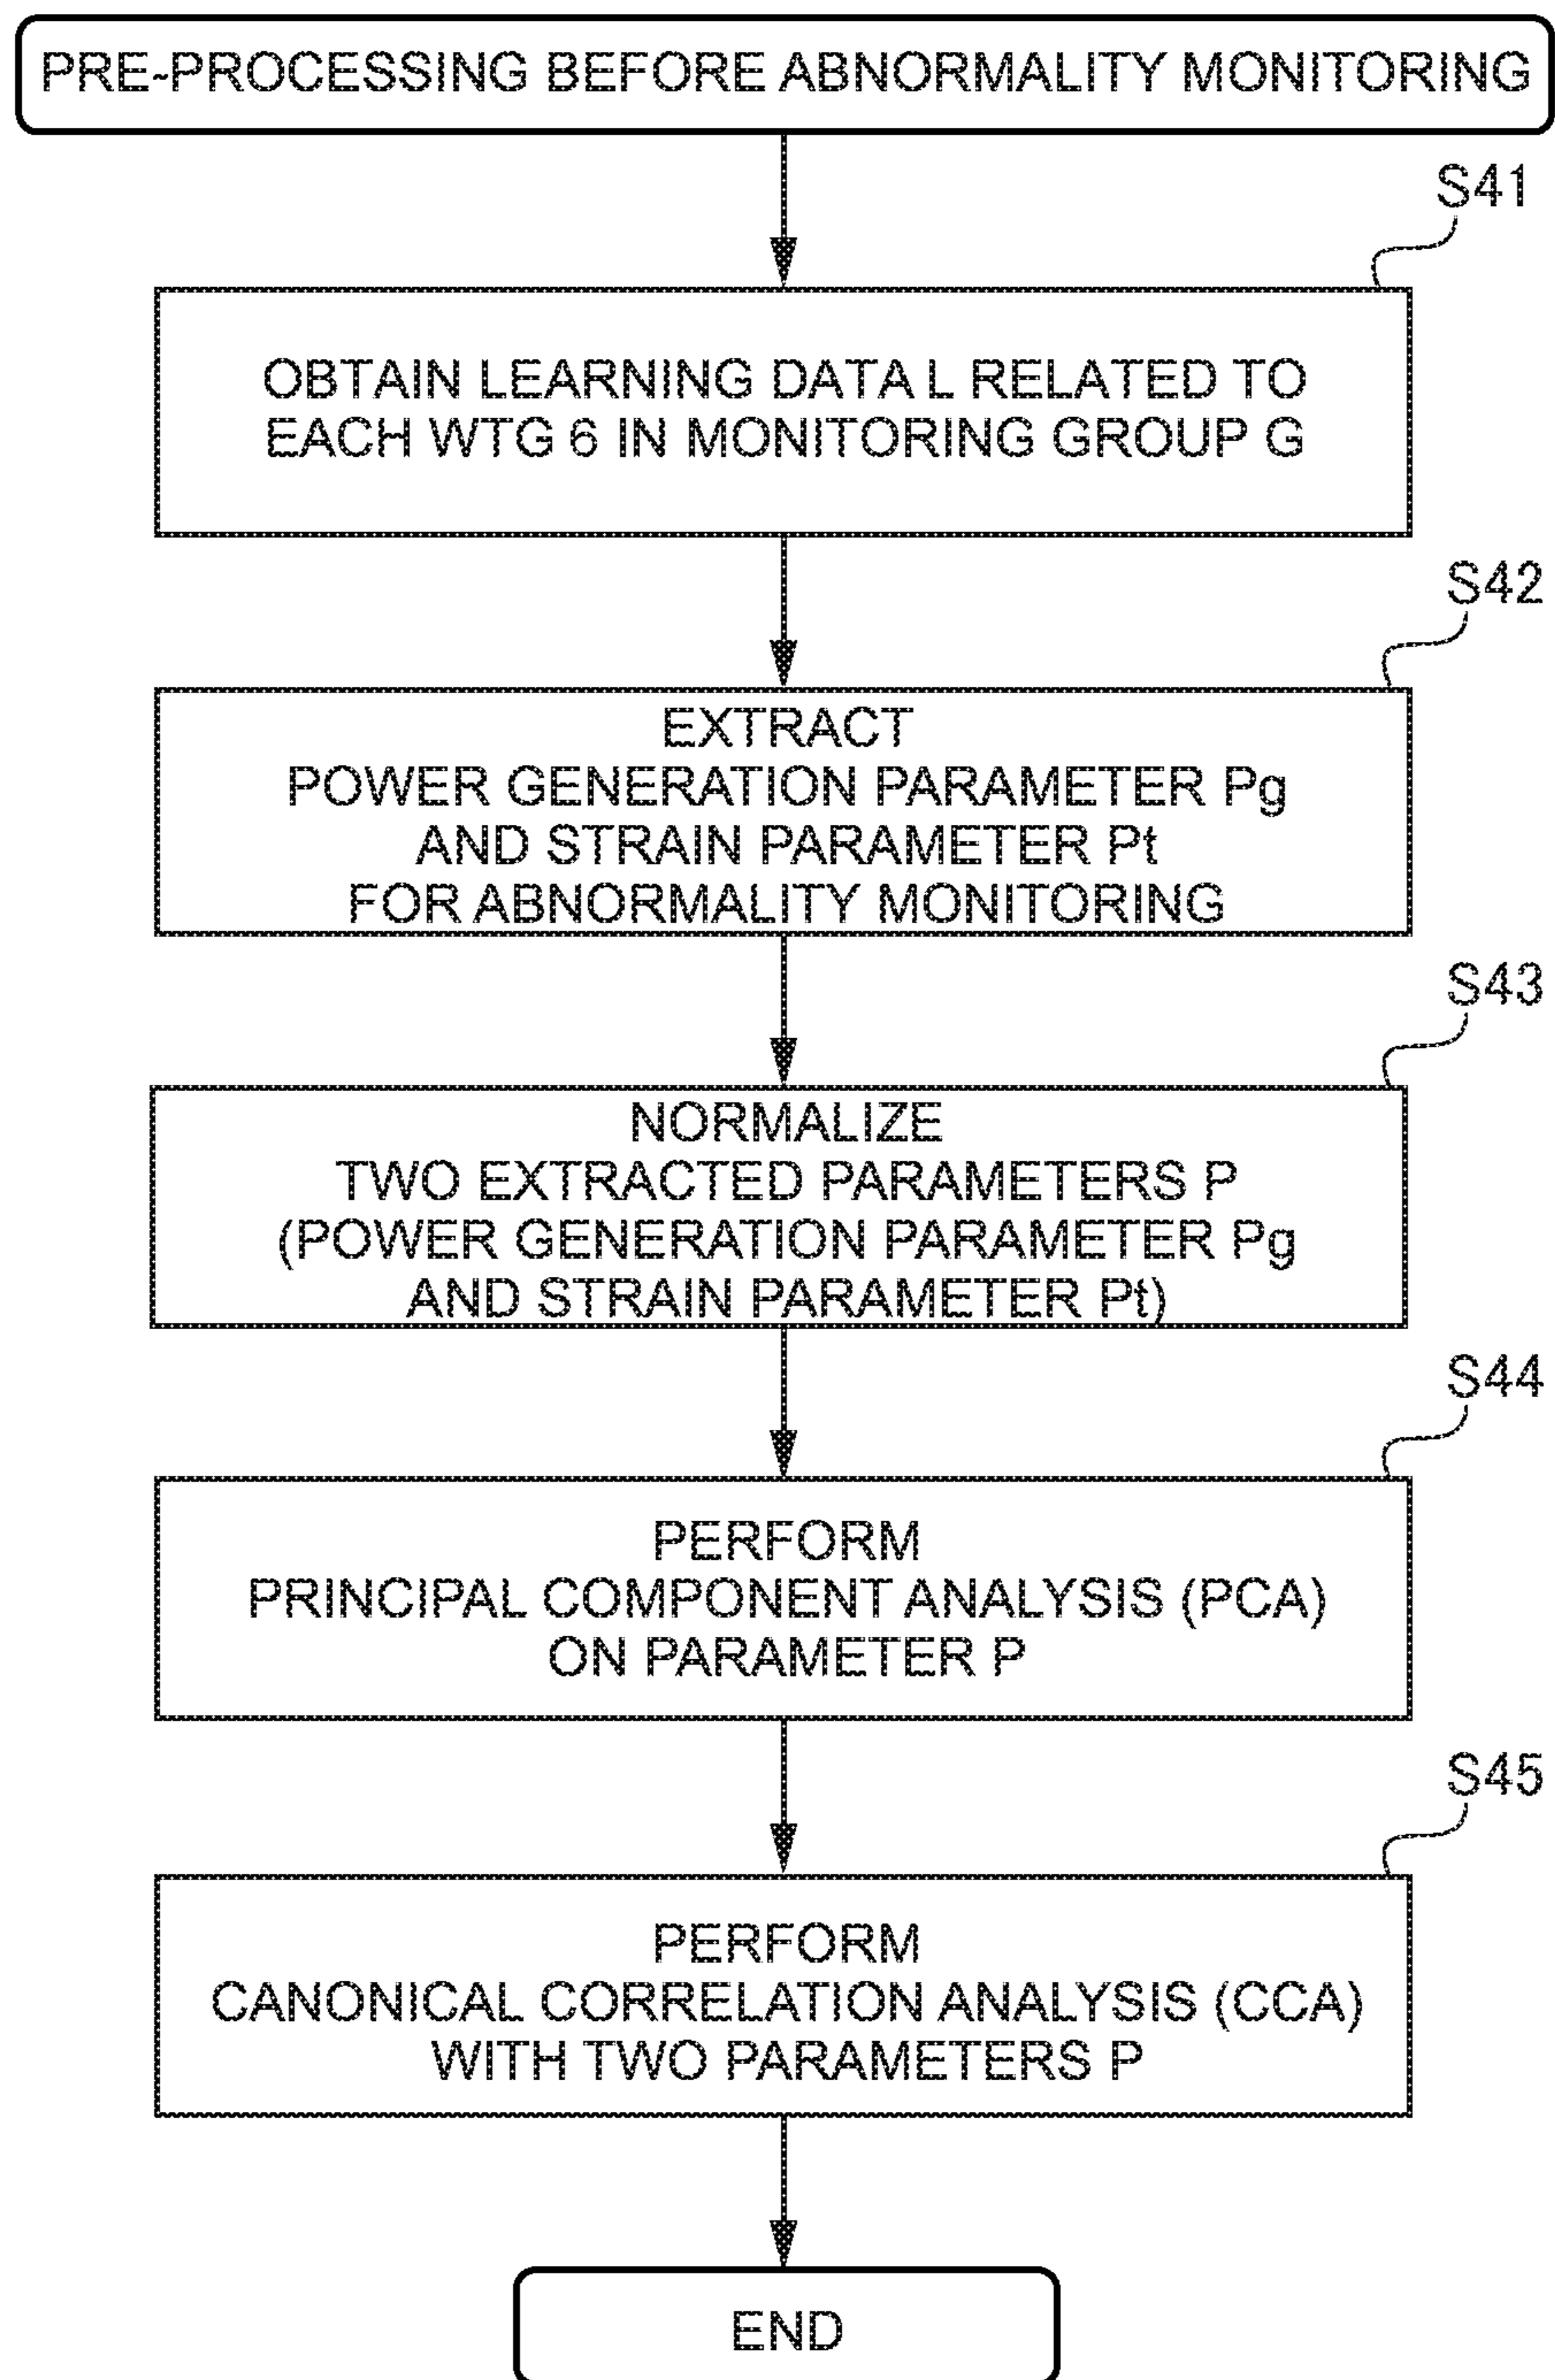 PRE-PROCESSING BEFORE ABNORMALITY MONITORING
S41
OBTAIN LEARNING DATA L RELATED TO
EACH WTG 6 IN MONITORING GROUP G
S42
EXTRACT
POWER GENERATION PARAMETER Pg
AND STRAIN PARAMETER Pt
FOR ABNORMALITY MONITORING
S43
NORMALIZE
TWO EXTRACTED PARAMETERS P
(POWER GENERATION PARAMETER Pg
AND STRAIN PARAMETER Pt)
S44
PERFORM
PRINCIPAL COMPONENT ANALYSIS (PCA)
ON PARAMETER P
S45
PERFORM
CANONICAL CORRELATION ANALYSIS (CCA)
WITH TWO PARAMETERS P
END